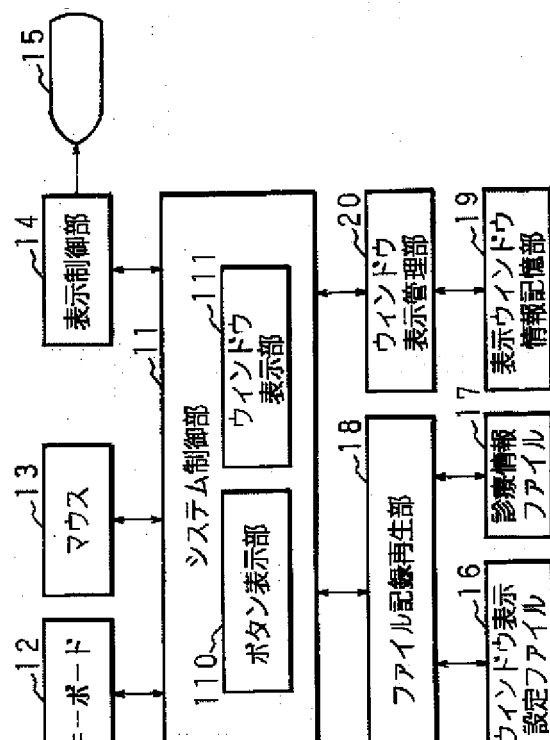 12
キーボード
13
マウス
14
表示制御部
15
11
システム制御部
110
ボタン表示部
111
ウィンドウ
表示部
18
ファイル記録再生部
20
ウィンドウ
表示管理部
16
ウィンドウ表示
設定ファイル
17
診療情報
ファイル
19
表示ウィンドウ
情報記憶部